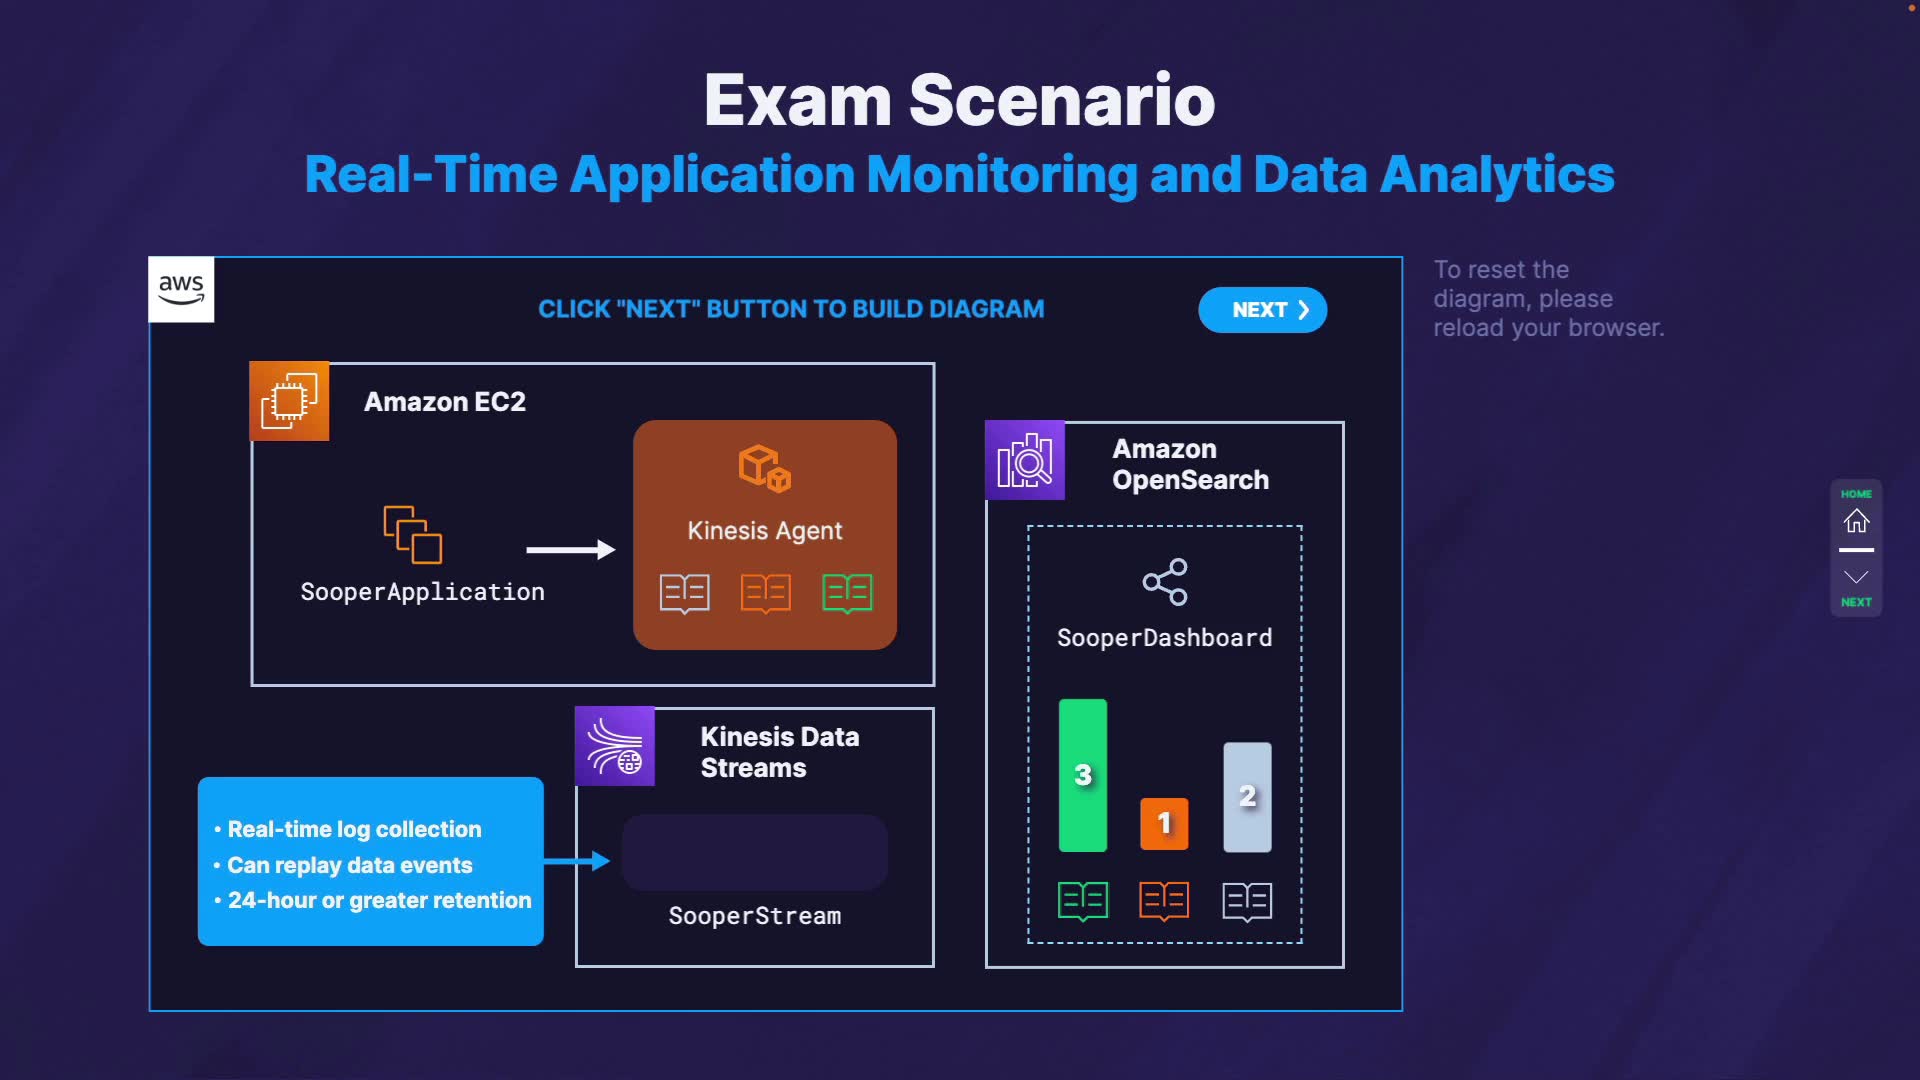 Exam Scenario
Real-Time Application Monitoring and Data Analytics
aws
CLICK "NEXT" BUTTON TO BUILD DIAGRAM
NEXT
To reset the
diagram, please
reload your browser.
Amazon EC2
SooperApplication
Kinesis Agent
Amazon
OpenSearch
SooperDashboard
3
1
2
Kinesis Data
Streams
SooperStream
• Real-time log collection
• Can replay data events
• 24-hour or greater retention
HOME
NEXT